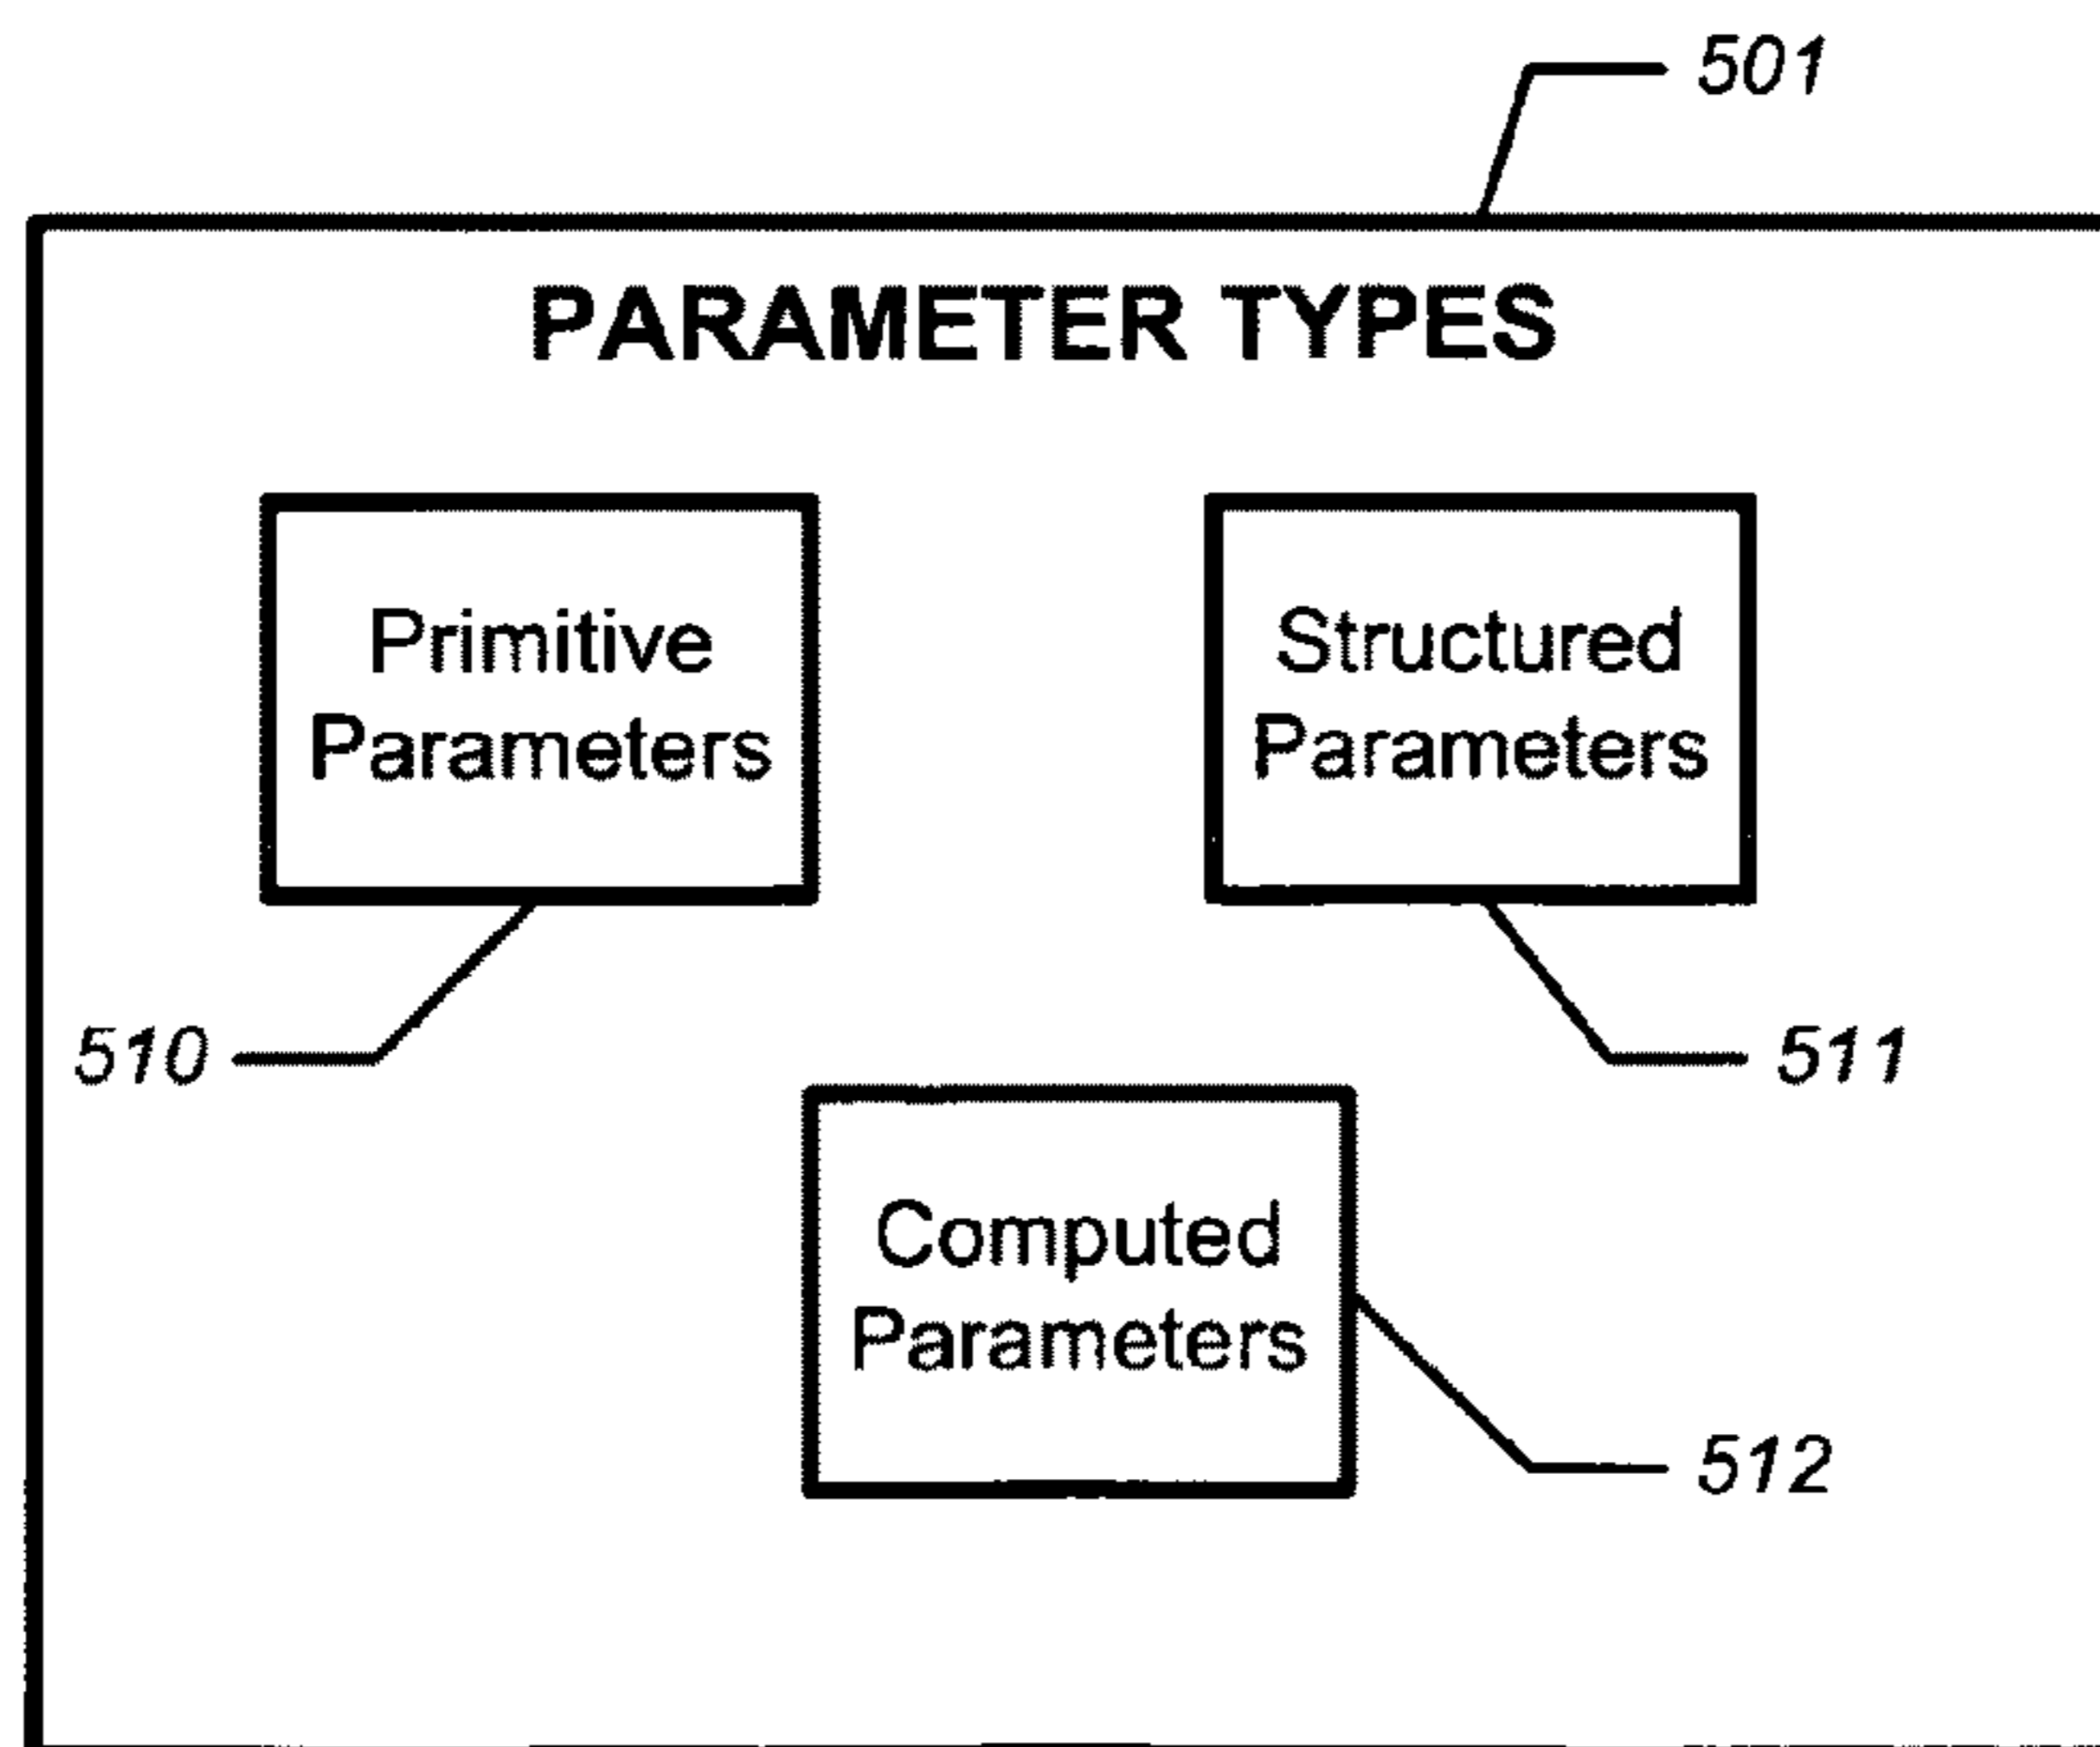 501
PARAMETER TYPES
Primitive
Parameters
Structured
Parameters
510
511
Computed
Parameters
512